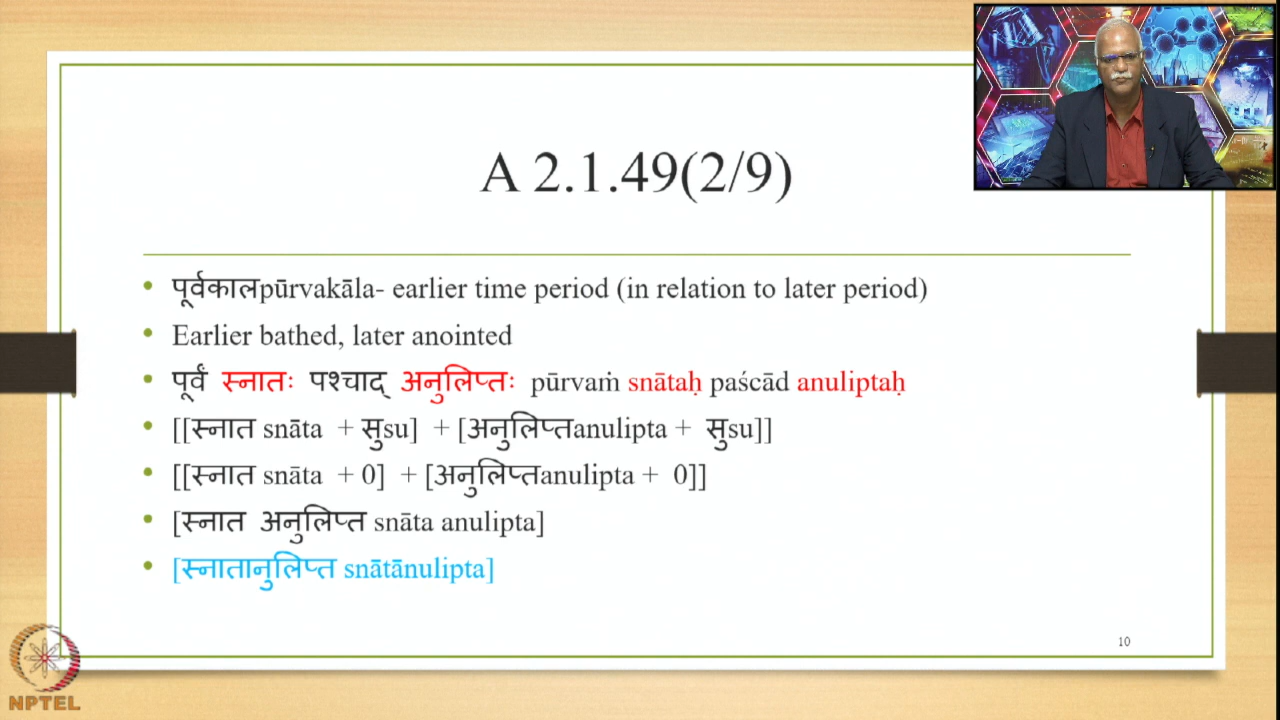 A 2.1.49(2/9)
पूर्वकालpūrvakāla- earlier time period (in relation to later period)
Earlier bathed, later anointed
पूर्वं स्नातः पश्चाद् अनुलिप्तः pūrvaṁ snātaḥ paścād anuliptaḥ
[[स्नात snāta + सुsu] + [अनुलिप्तanulipta + सुsu]]
[[स्नात snāta + 0] + [अनुलिप्तanulipta + 0]]
[स्नात अनुलिप्त snāta anulipta]
[स्नातानुलिप्त snātānulipta]
10
NPTEL